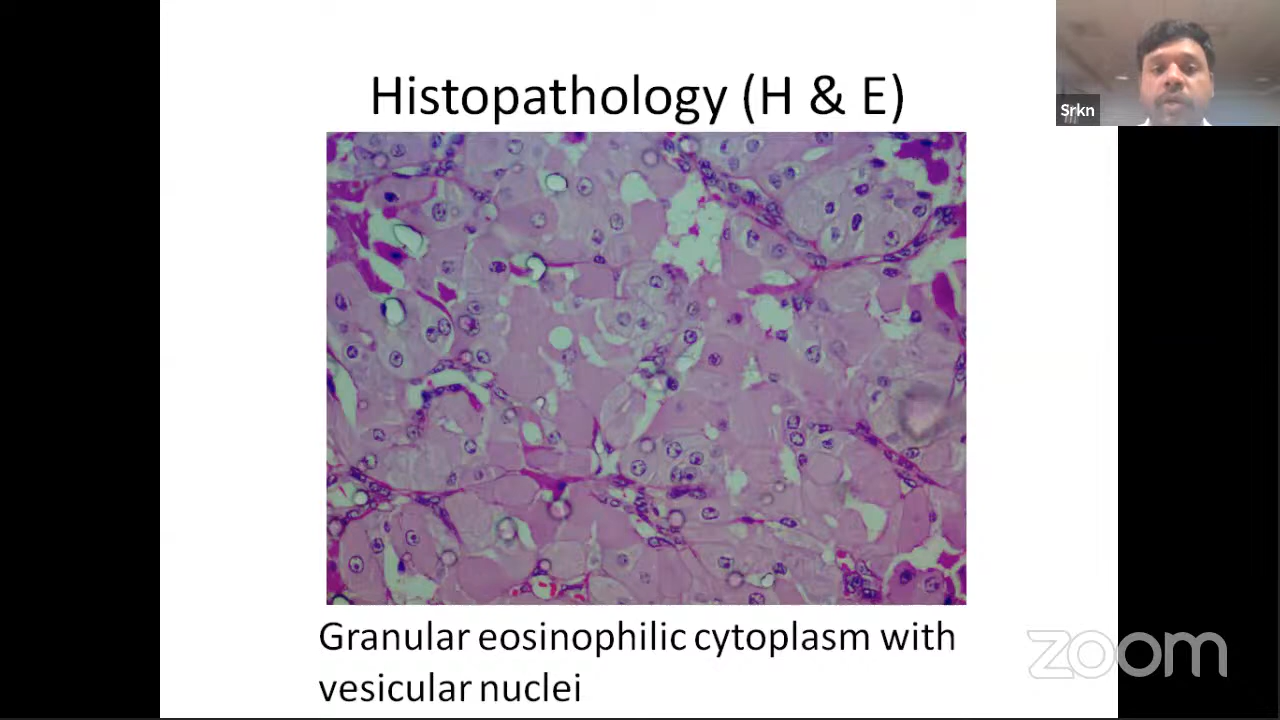 Histopathology (H & E)
Srkn
Granular eosinophilic cytoplasm with
vesicular nuclei
zoom